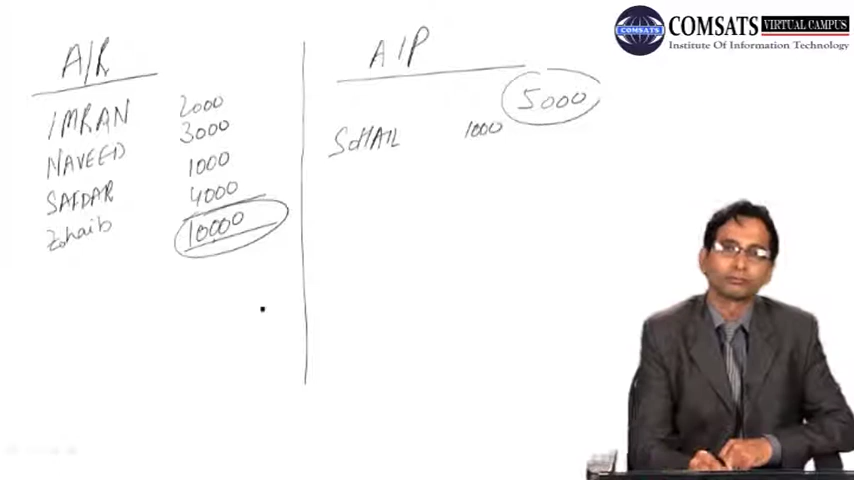 COMSATS VIRTUAL CAMPUS
COMSATS
Institute Of Information Technology
A/R
IMRAN 2000
NAVEED 3000
SAFDAR 1000
Zohaib 4000
10000
A/P
5000
SOHAIL 1000